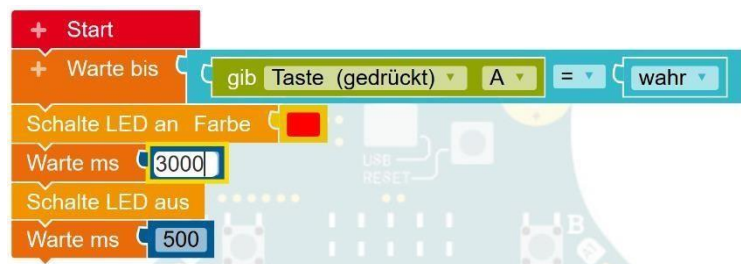 + Start
+ Warte bis gib Taste (gedrückt) A = wahr
Schalte LED an Farbe
Warte ms 3000
USB
RESET
Schalte LED aus
Warte ms 500
B